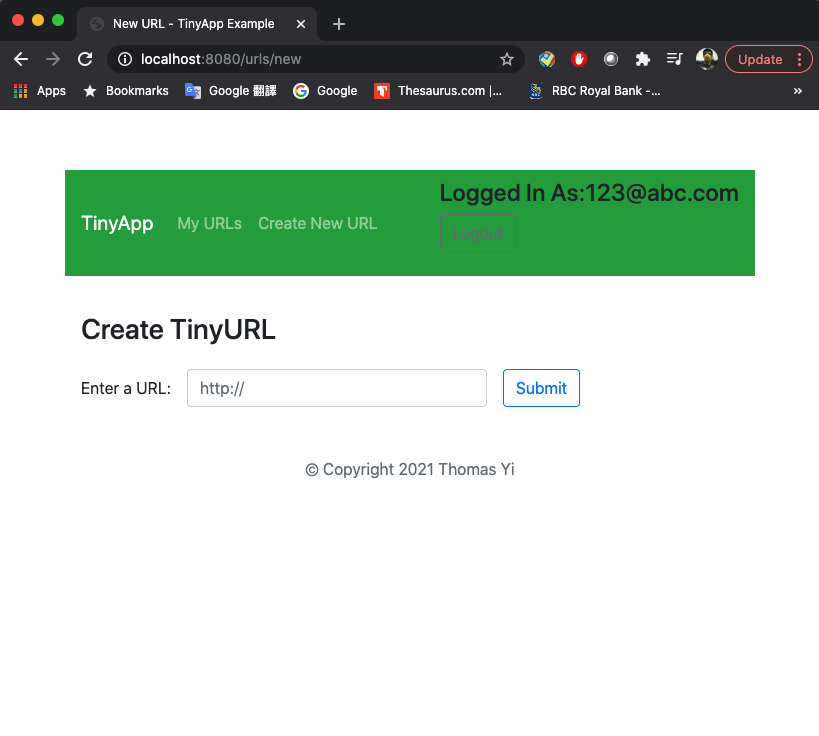 New URL - TinyApp Example
localhost:8080/urls/new
Update
Apps
Bookmarks
Google 翻譯
Google
Thesaurus.com |...
RBC Royal Bank -...
TinyApp
My URLs
Create New URL
Logged In As:123@abc.com
Logout
Create TinyURL
Enter a URL:
http://
Submit
© Copyright 2021 Thomas Yi